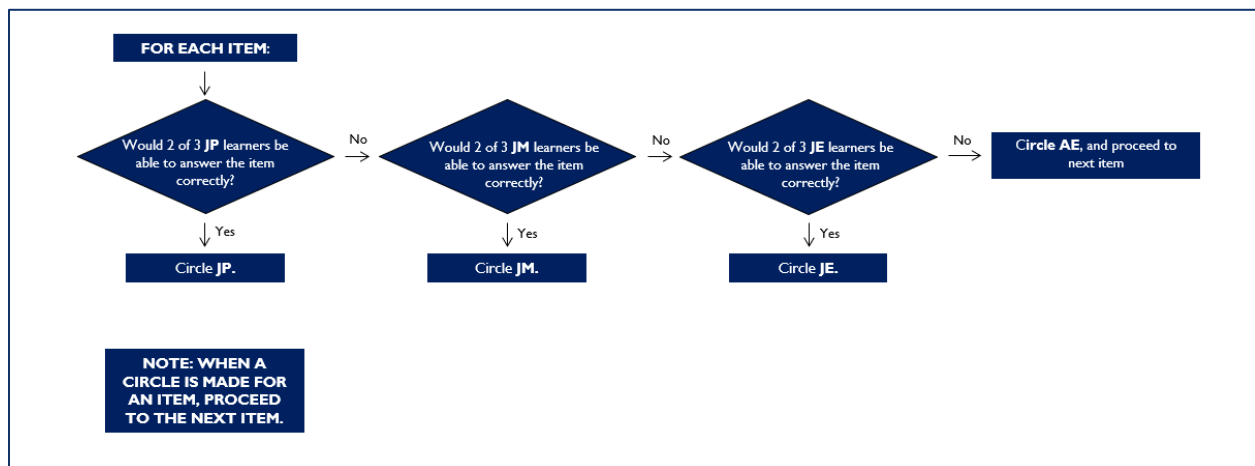 FOR EACH ITEM:
Would 2 of 3 JP learners be
able to answer the item
correctly?
No
Would 2 of 3 JM learners be
able to answer the item
correctly?
No
Would 2 of 3 JE learners be
able to answer the item
correctly?
No
Circle AE, and proceed to
next item
Yes
Yes
Yes
Circle JP.
Circle JM.
Circle JE.
NOTE: WHEN A
CIRCLE IS MADE FOR
AN ITEM, PROCEED
TO THE NEXT ITEM.